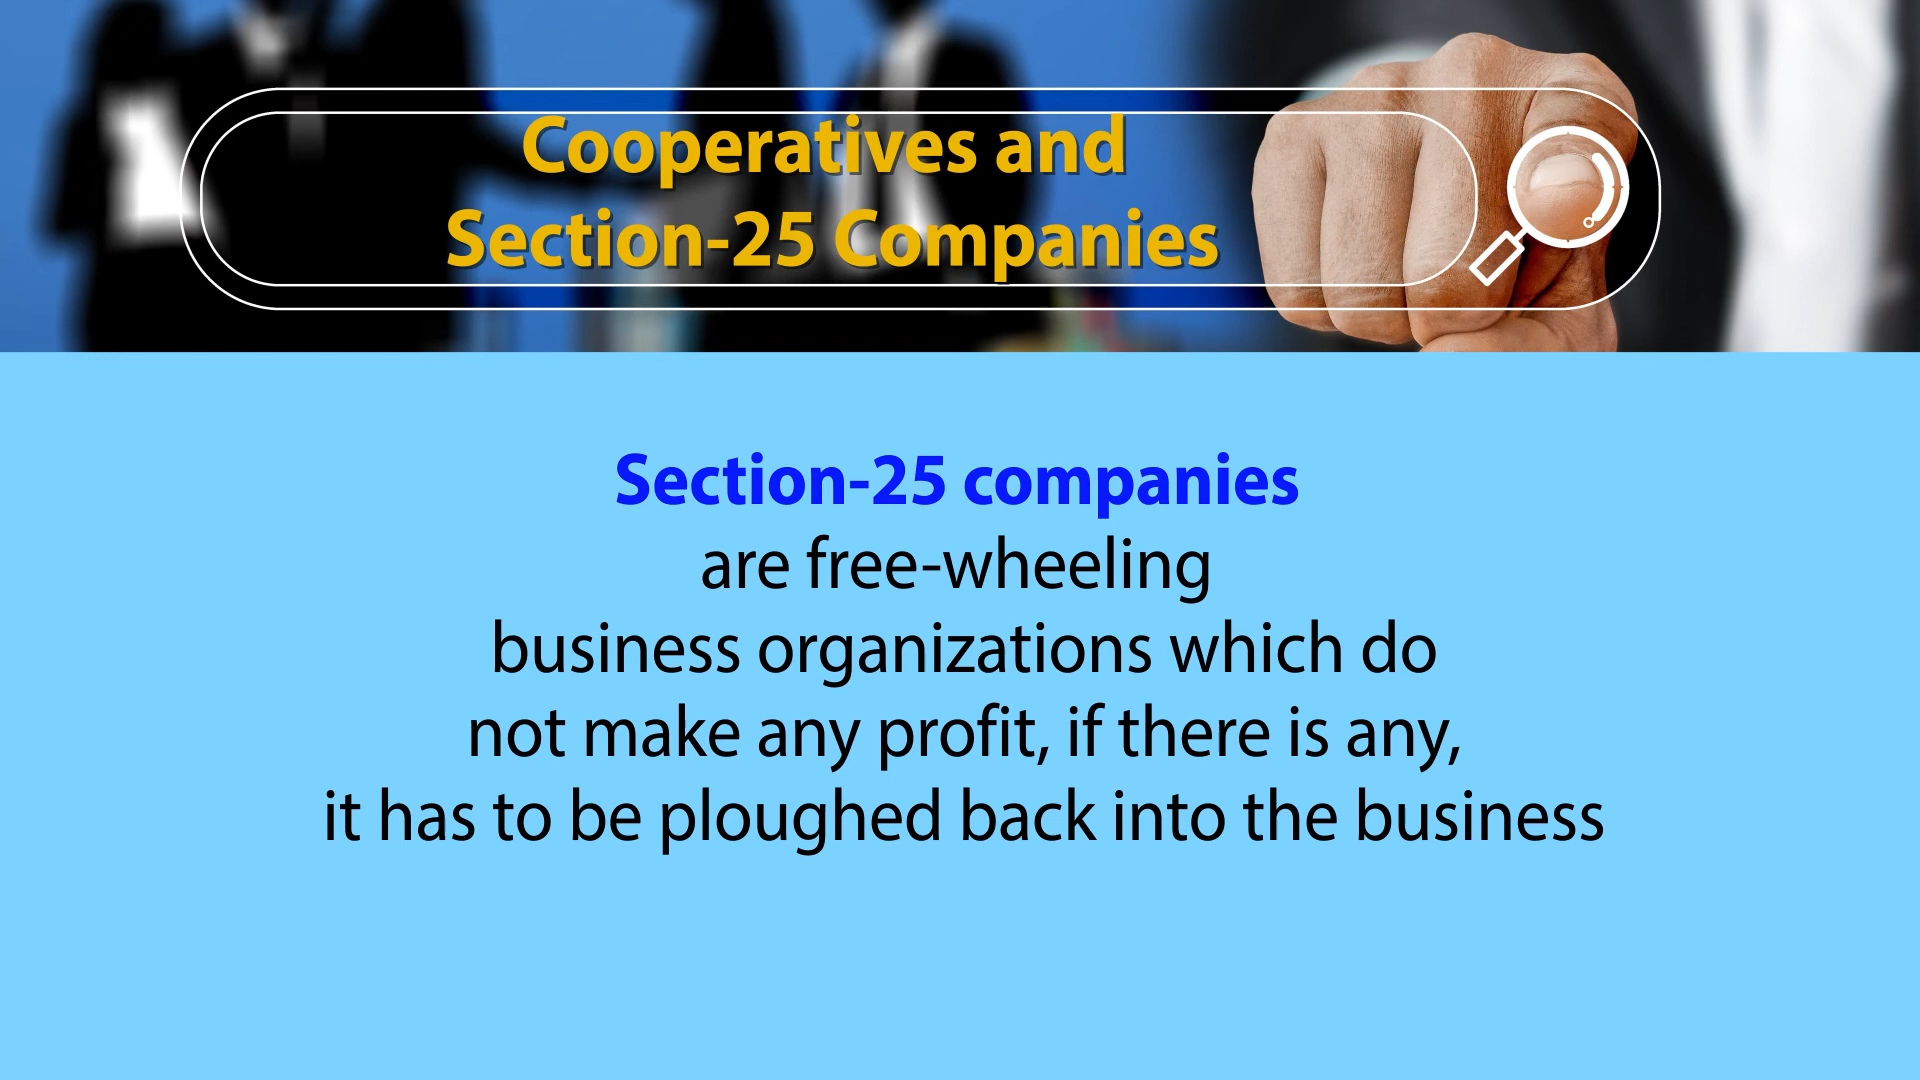 Cooperatives and
Section-25 Companies
Section-25 companies
are free-wheeling
business organizations which do
not make any profit, if there is any,
it has to be ploughed back into the business